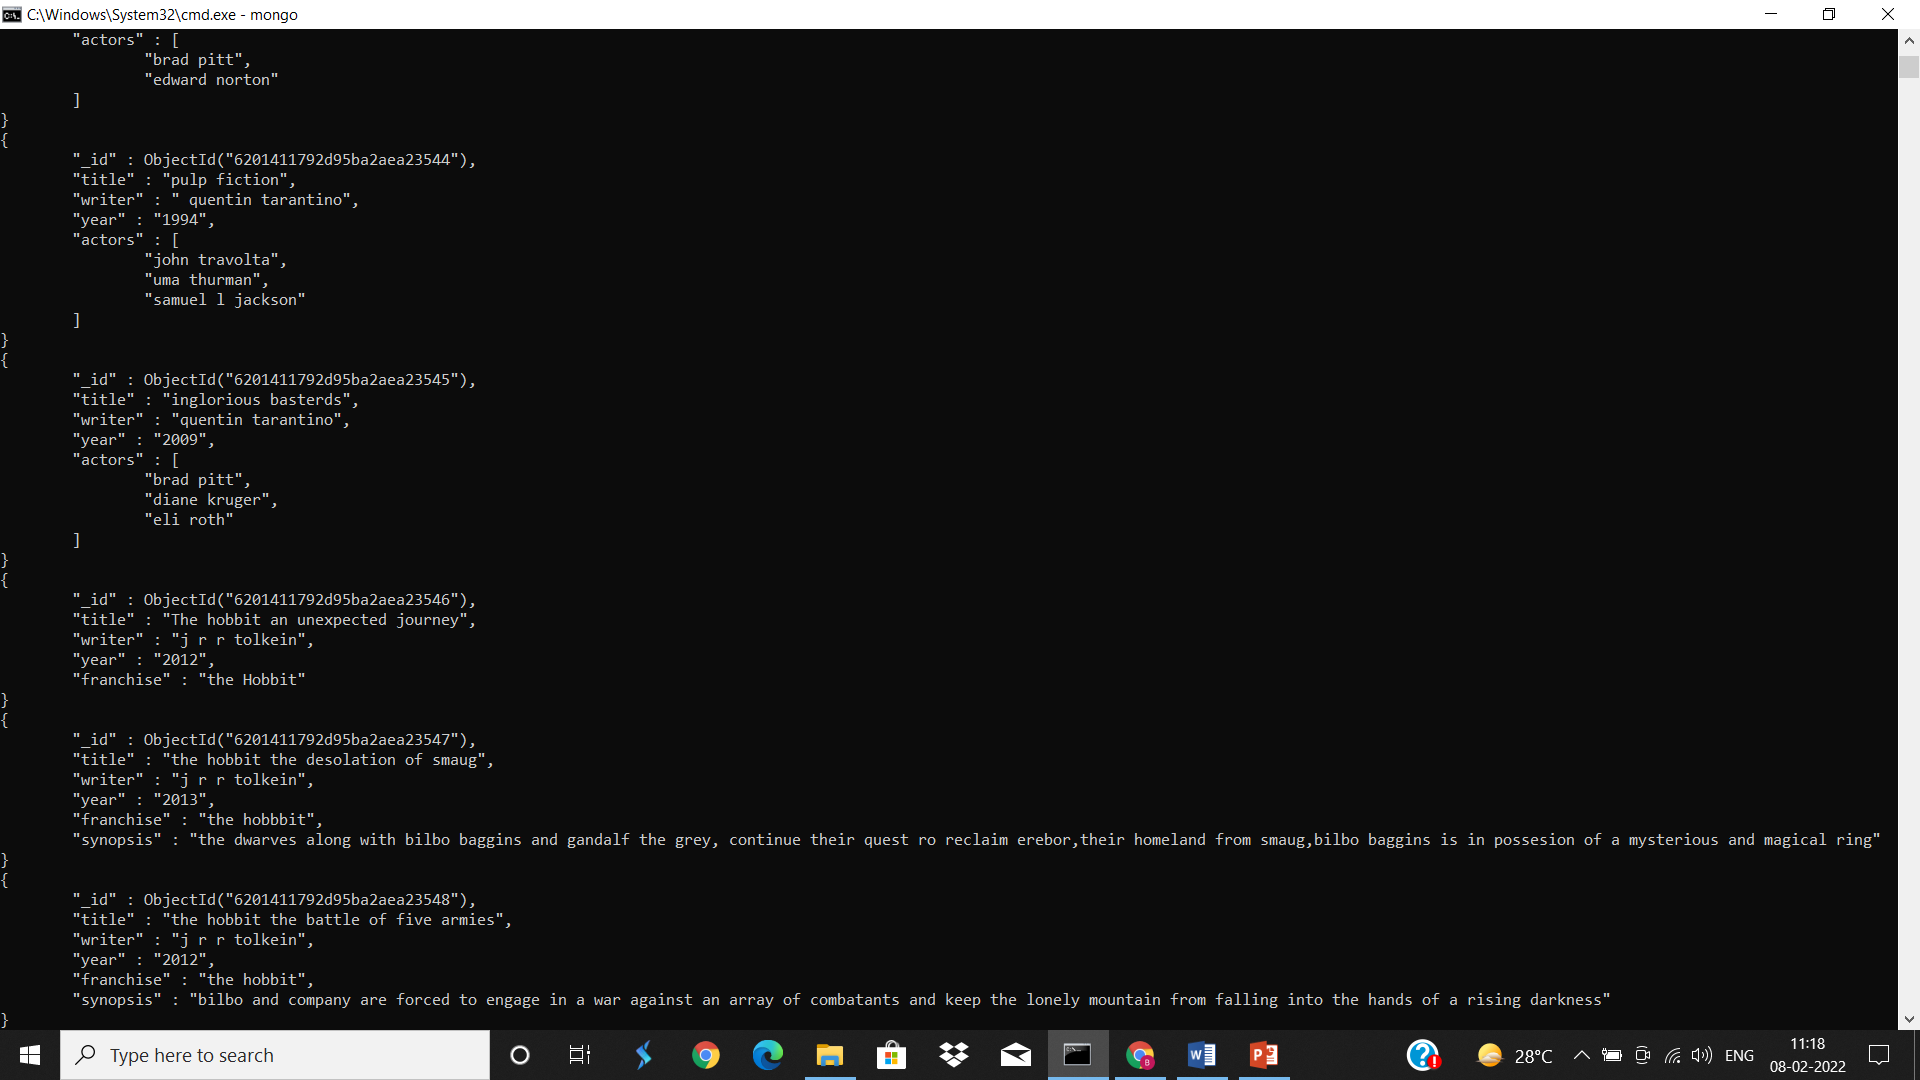 C:\Windows\System32\cmd.exe - mongo
"actors" : [
"brad pitt",
"edward norton"
]
}
{
"_id" : ObjectId("6201411792d95ba2aea23544"),
"title" : "pulp fiction",
"writer" : " quentin tarantino",
"year" : "1994",
"actors" : [
"john travolta",
"uma thurman",
"samuel l jackson"
]
}
{
"_id" : ObjectId("6201411792d95ba2aea23545"),
"title" : "inglorious basterds",
"writer" : "quentin tarantino",
"year" : "2009",
"actors" : [
"brad pitt",
"diane kruger",
"eli roth"
]
}
{
"_id" : ObjectId("6201411792d95ba2aea23546"),
"title" : "The hobbit an unexpected journey",
"writer" : "j r r tolkein",
"year" : "2012",
"franchise" : "the Hobbit"
}
{
"_id" : ObjectId("6201411792d95ba2aea23547"),
"title" : "the hobbit the desolation of smaug",
"writer" : "j r r tolkein",
"year" : "2013",
"franchise" : "the hobbbit",
"synopsis" : "the dwarves along with bilbo baggins and gandalf the grey, continue their quest ro reclaim erebor,their homeland from smaug,bilbo baggins is in possesion of a mysterious and magical ring"
}
{
"_id" : ObjectId("6201411792d95ba2aea23548"),
"title" : "the hobbit the battle of five armies",
"writer" : "j r r tolkein",
"year" : "2012",
"franchise" : "the hobbit",
"synopsis" : "bilbo and company are forced to engage in a war against an array of combatants and keep the lonely mountain from falling into the hands of a rising darkness"
}
Type here to search
28°C
ENG
11:18
08-02-2022